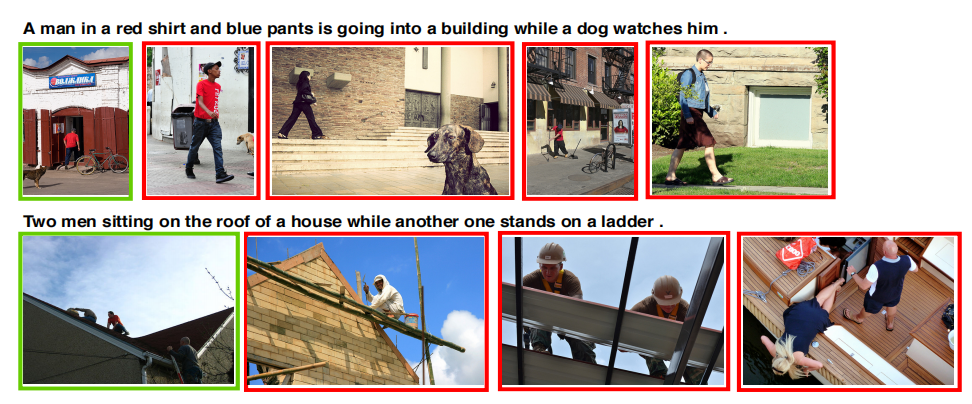 A man in a red shirt and blue pants is going into a building while a dog watches him .
ВОЛЖАНКА
Two men sitting on the roof of a house while another one stands on a ladder .